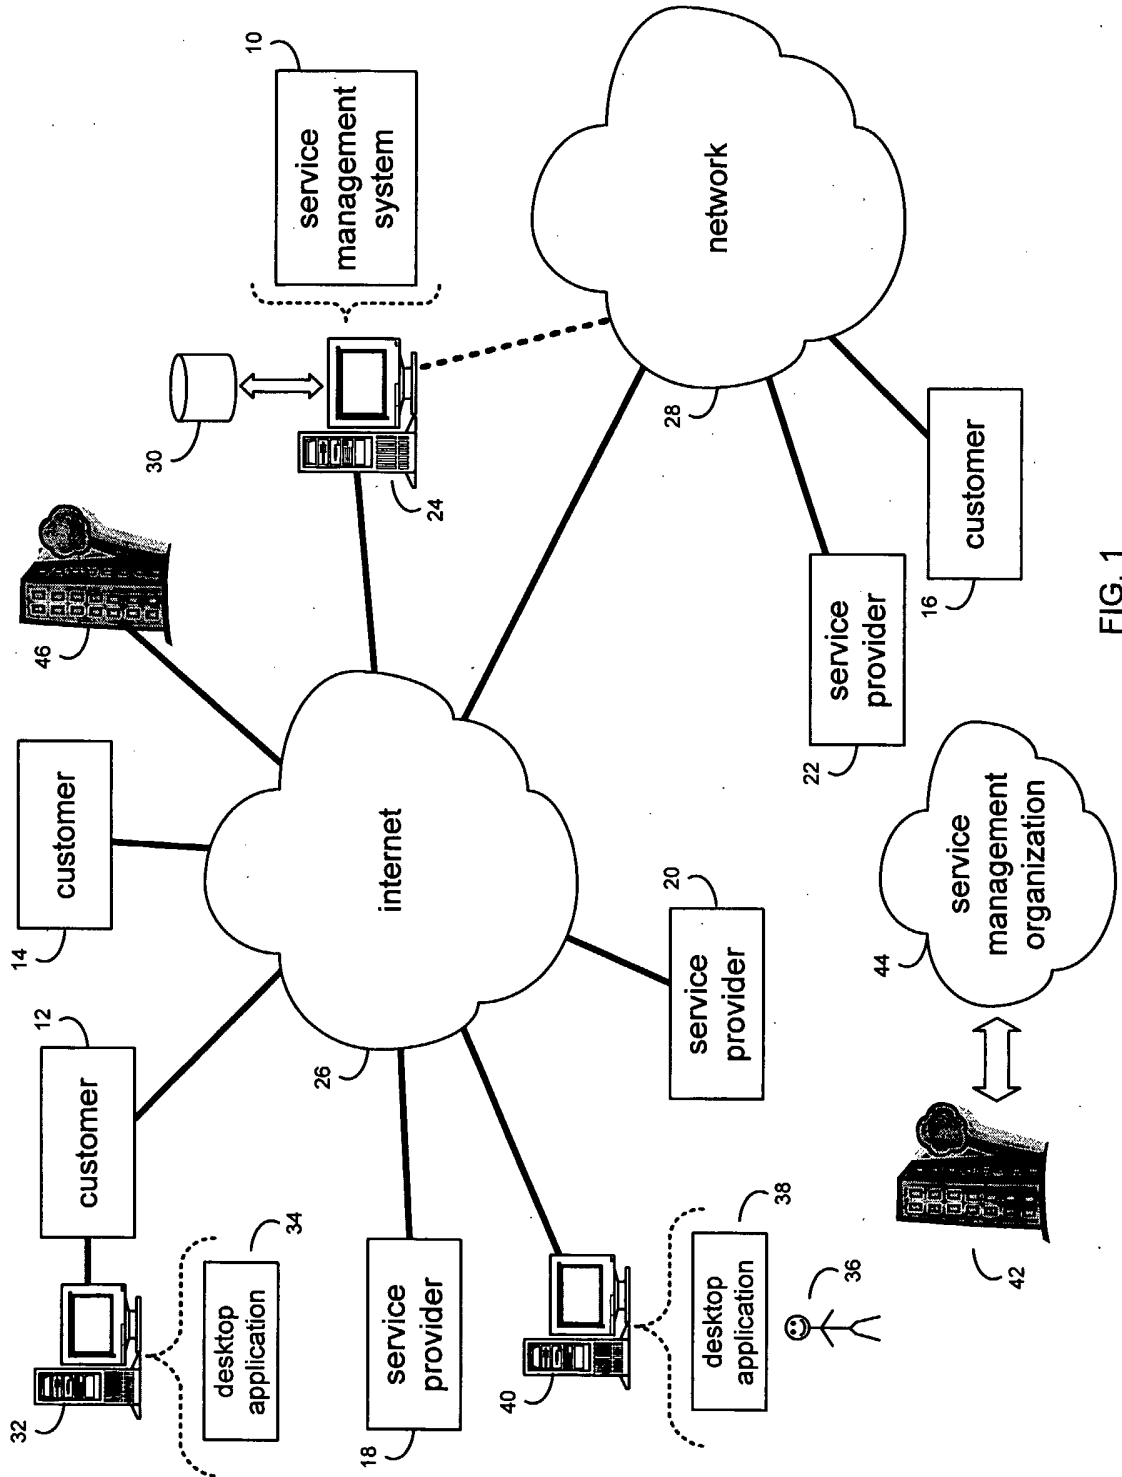 32
customer
12
14
customer
46
30
10
service
management
system
desktop
application
34
26
internet
24
18
service
provider
40
desktop
application
38
36
service
provider
20
28
network
22
service
provider
16
customer
42
44
service
management
organization
FIG. 1